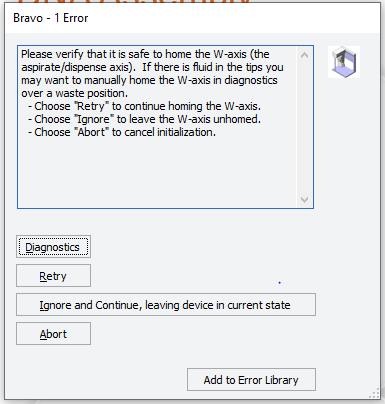 Bravo - 1 Error
Please verify that it is safe to home the W-axis (the
aspirate/dispense axis).  If there is fluid in the tips you
may want to manually home the W-axis in diagnostics
over a waste position.
- Choose "Retry" to continue homing the W-axis.
- Choose "Ignore" to leave the W-axis unhomed.
- Choose "Abort" to cancel initialization.
Diagnostics
Retry
Ignore and Continue, leaving device in current state
Abort
Add to Error Library